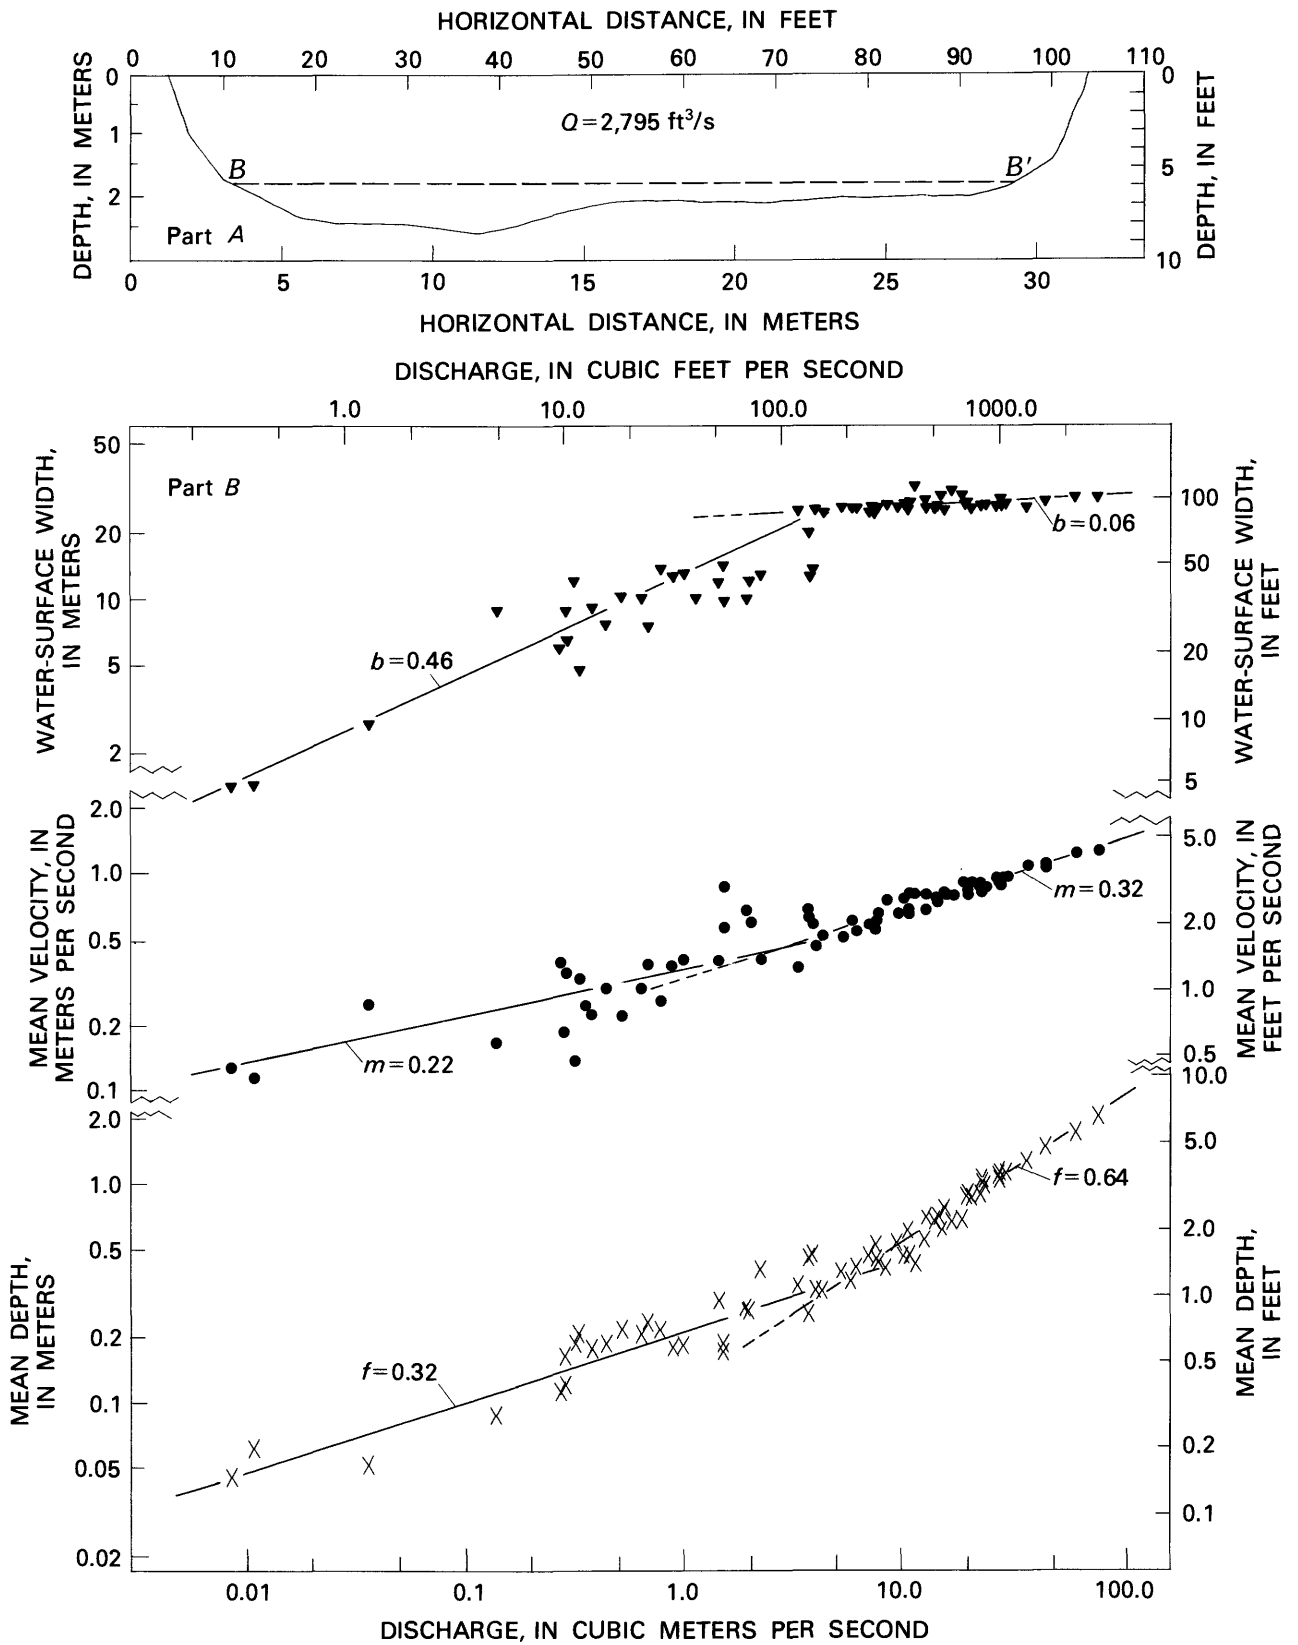 HORIZONTAL DISTANCE, IN FEET
0 10 20 30 40 50 60 70 80 90 100 110
DEPTH, IN METERS
0
1
2
Q=2,795 ft³/s
B
B'
Part A
0
5
10
DEPTH, IN FEET
0 5 10 15 20 25 30
HORIZONTAL DISTANCE, IN METERS
DISCHARGE, IN CUBIC FEET PER SECOND
1.0 10.0 100.0 1000.0
Part B
WATER-SURFACE WIDTH,
IN METERS
50
20
10
5
2
b=0.46
b=0.06
100
50
20
10
5
WATER-SURFACE WIDTH,
IN FEET
MEAN VELOCITY, IN
METERS PER SECOND
2.0
1.0
0.5
0.2
0.1
m=0.22
m=0.32
5.0
2.0
1.0
0.5
MEAN VELOCITY, IN
FEET PER SECOND
MEAN DEPTH,
IN METERS
2.0
1.0
0.5
0.2
0.1
0.05
0.02
f=0.32
f=0.64
10.0
5.0
2.0
1.0
0.5
0.2
0.1
MEAN DEPTH,
IN FEET
0.01 0.1 1.0 10.0 100.0
DISCHARGE, IN CUBIC METERS PER SECOND